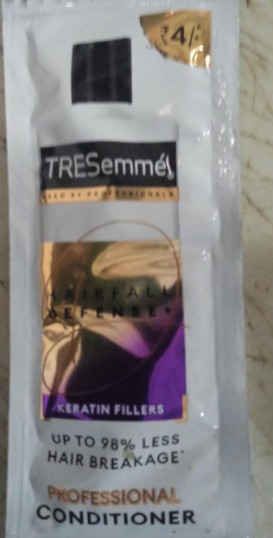 ₹4/-
TRESemmé
USED BY PROFESSIONALS
HAIRFALL
DEFENSE+
KERATIN FILLERS
UP TO 98% LESS
HAIR BREAKAGE*
PROFESSIONAL
CONDITIONER